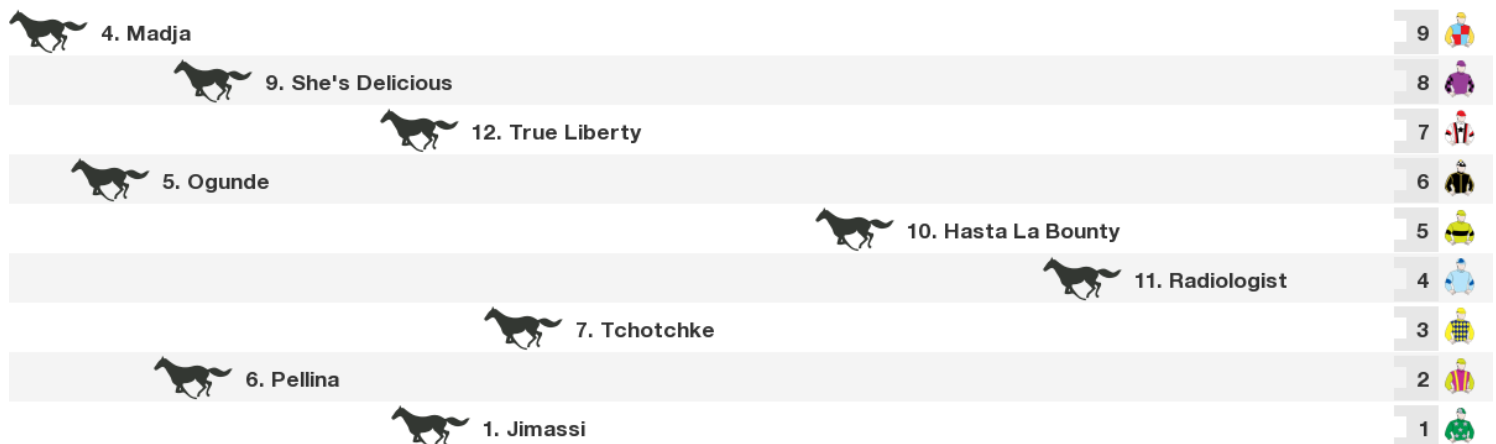 4. Madja 9
9. She's Delicious 8
12. True Liberty 7
5. Ogunde 6
10. Hasta La Bounty 5
11. Radiologist 4
7. Tchotchke 3
6. Pellina 2
1. Jimassi 1